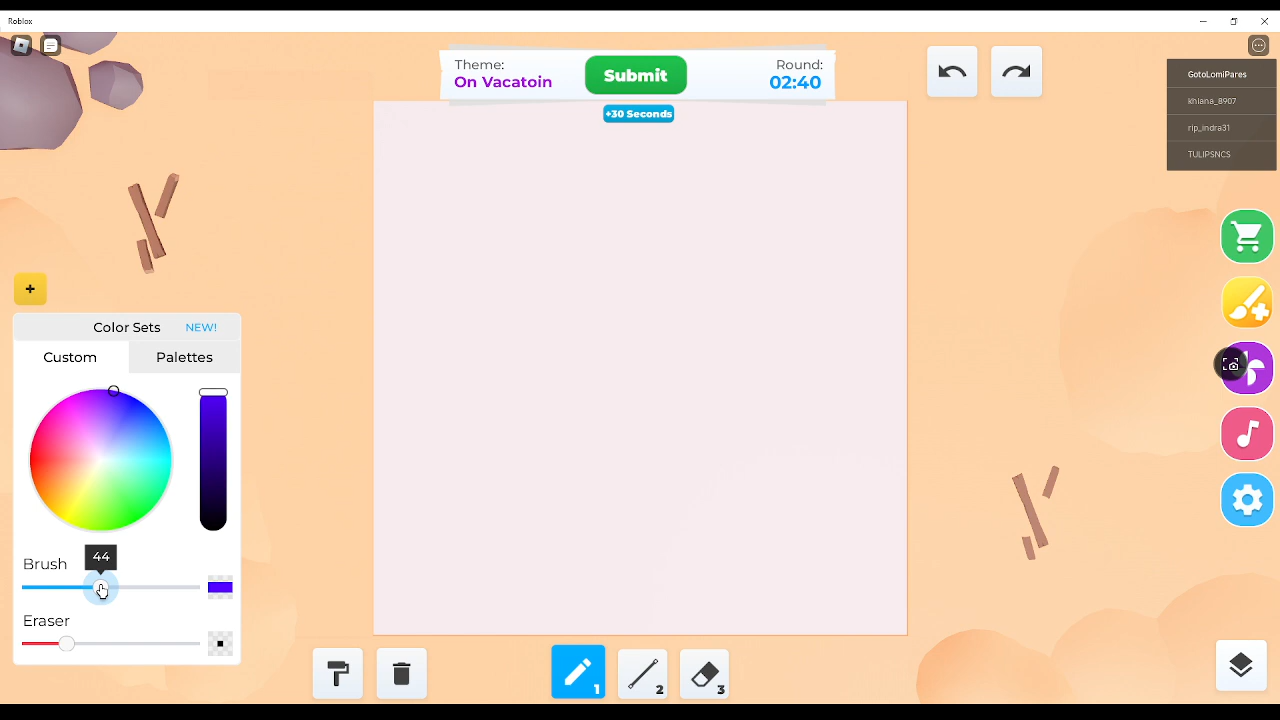 Roblox
Theme:
On Vacatoin
Submit
Round:
02:40
+30 Seconds
GotoLomiPares
khiana_8907
rip_indra31
TULIPSNCS
+
Color Sets NEW!
Custom Palettes
Brush
44
Eraser
1
2
3